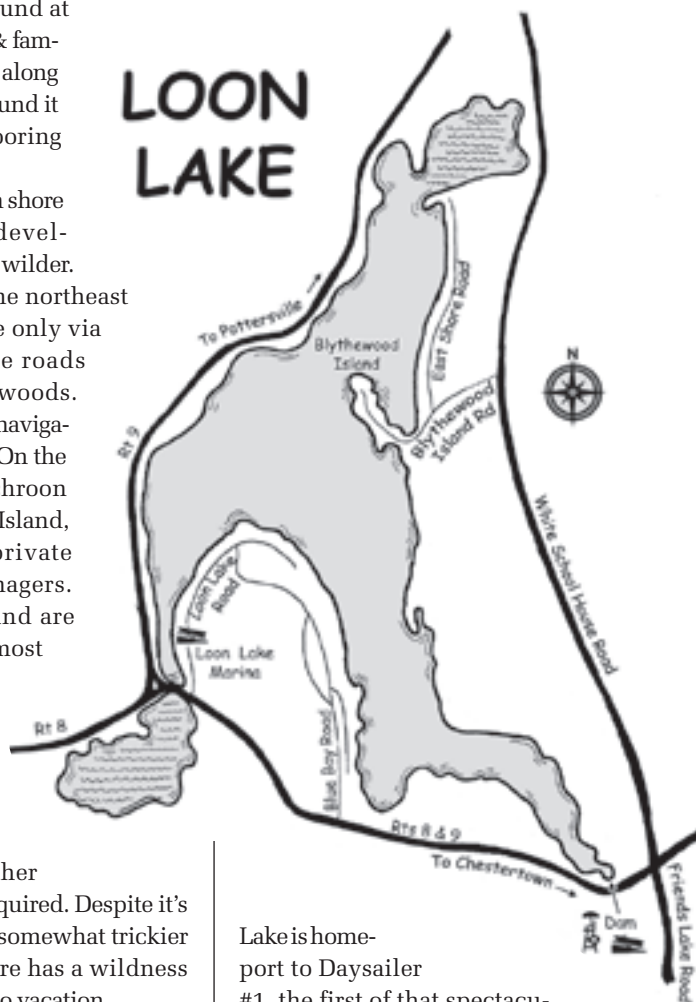 und at
& fam-
along
und it
boring
shore
devel-
wilder.
he northeast
e only via
e roads
woods.
naviga-
On the
hroon
Island,
private
nagers.
and are
most
LOON
LAKE
To Pottersville
Blythewood
Island
East Shore Road
Blythewood
Island Rd
N
Rt 9
White School House Road
Loon Lake
Road
Loon Lake
Marina
Rt 8
Blue Bay Road
Rts 8 & 9
To Chestertown
Dam
Friends Lake Road
her
quired. Despite it's
somewhat trickier
re has a wildness
o vacation
Lake is home-
port to Daysailer
#1, the first of that spectacu-